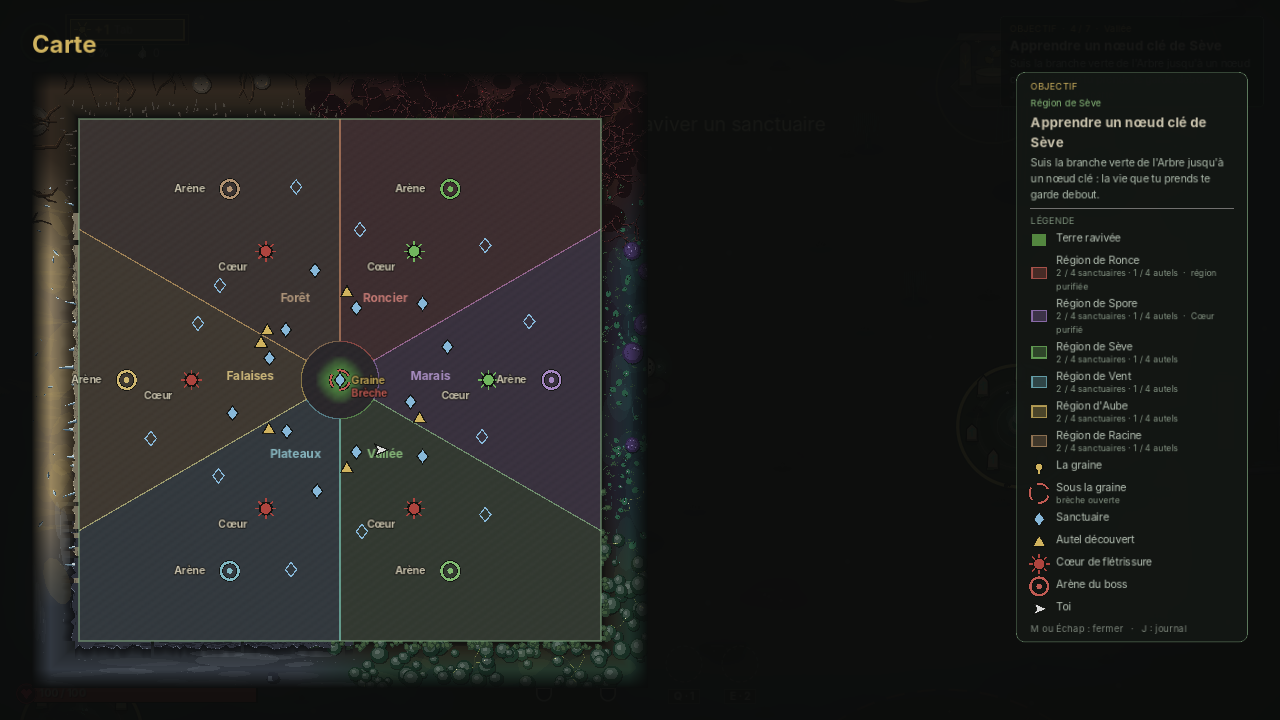 Carte
OBJECTIF
Région de Sève
Apprendre un nœud clé de
Sève
Suis la branche verte de l'Arbre jusqu'à
un nœud clé : la vie que tu prends te
garde debout.
LÉGENDE
Terre ravivée
Région de Ronce
2 / 4 sanctuaires · 1 / 4 autels · région
purifiée
Région de Spore
2 / 4 sanctuaires · 1 / 4 autels · Cœur
purifié
Région de Sève
2 / 4 sanctuaires · 1 / 4 autels
Région de Vent
2 / 4 sanctuaires · 1 / 4 autels
Région d'Aube
2 / 4 sanctuaires · 1 / 4 autels
Région de Racine
2 / 4 sanctuaires · 1 / 4 autels
La graine
Sous la graine
brèche ouverte
Sanctuaire
Autel découvert
Cœur de flétrissure
Arène du boss
Toi
M ou Échap : fermer · J : journal
aviver un sanctuaire
Arène
Arène
Cœur
Cœur
Forêt
Roncier
Arène
Falaises
Cœur
Graine
Brèche
Marais
Cœur
Arène
Plateaux
Vallée
Cœur
Cœur
Arène
Arène